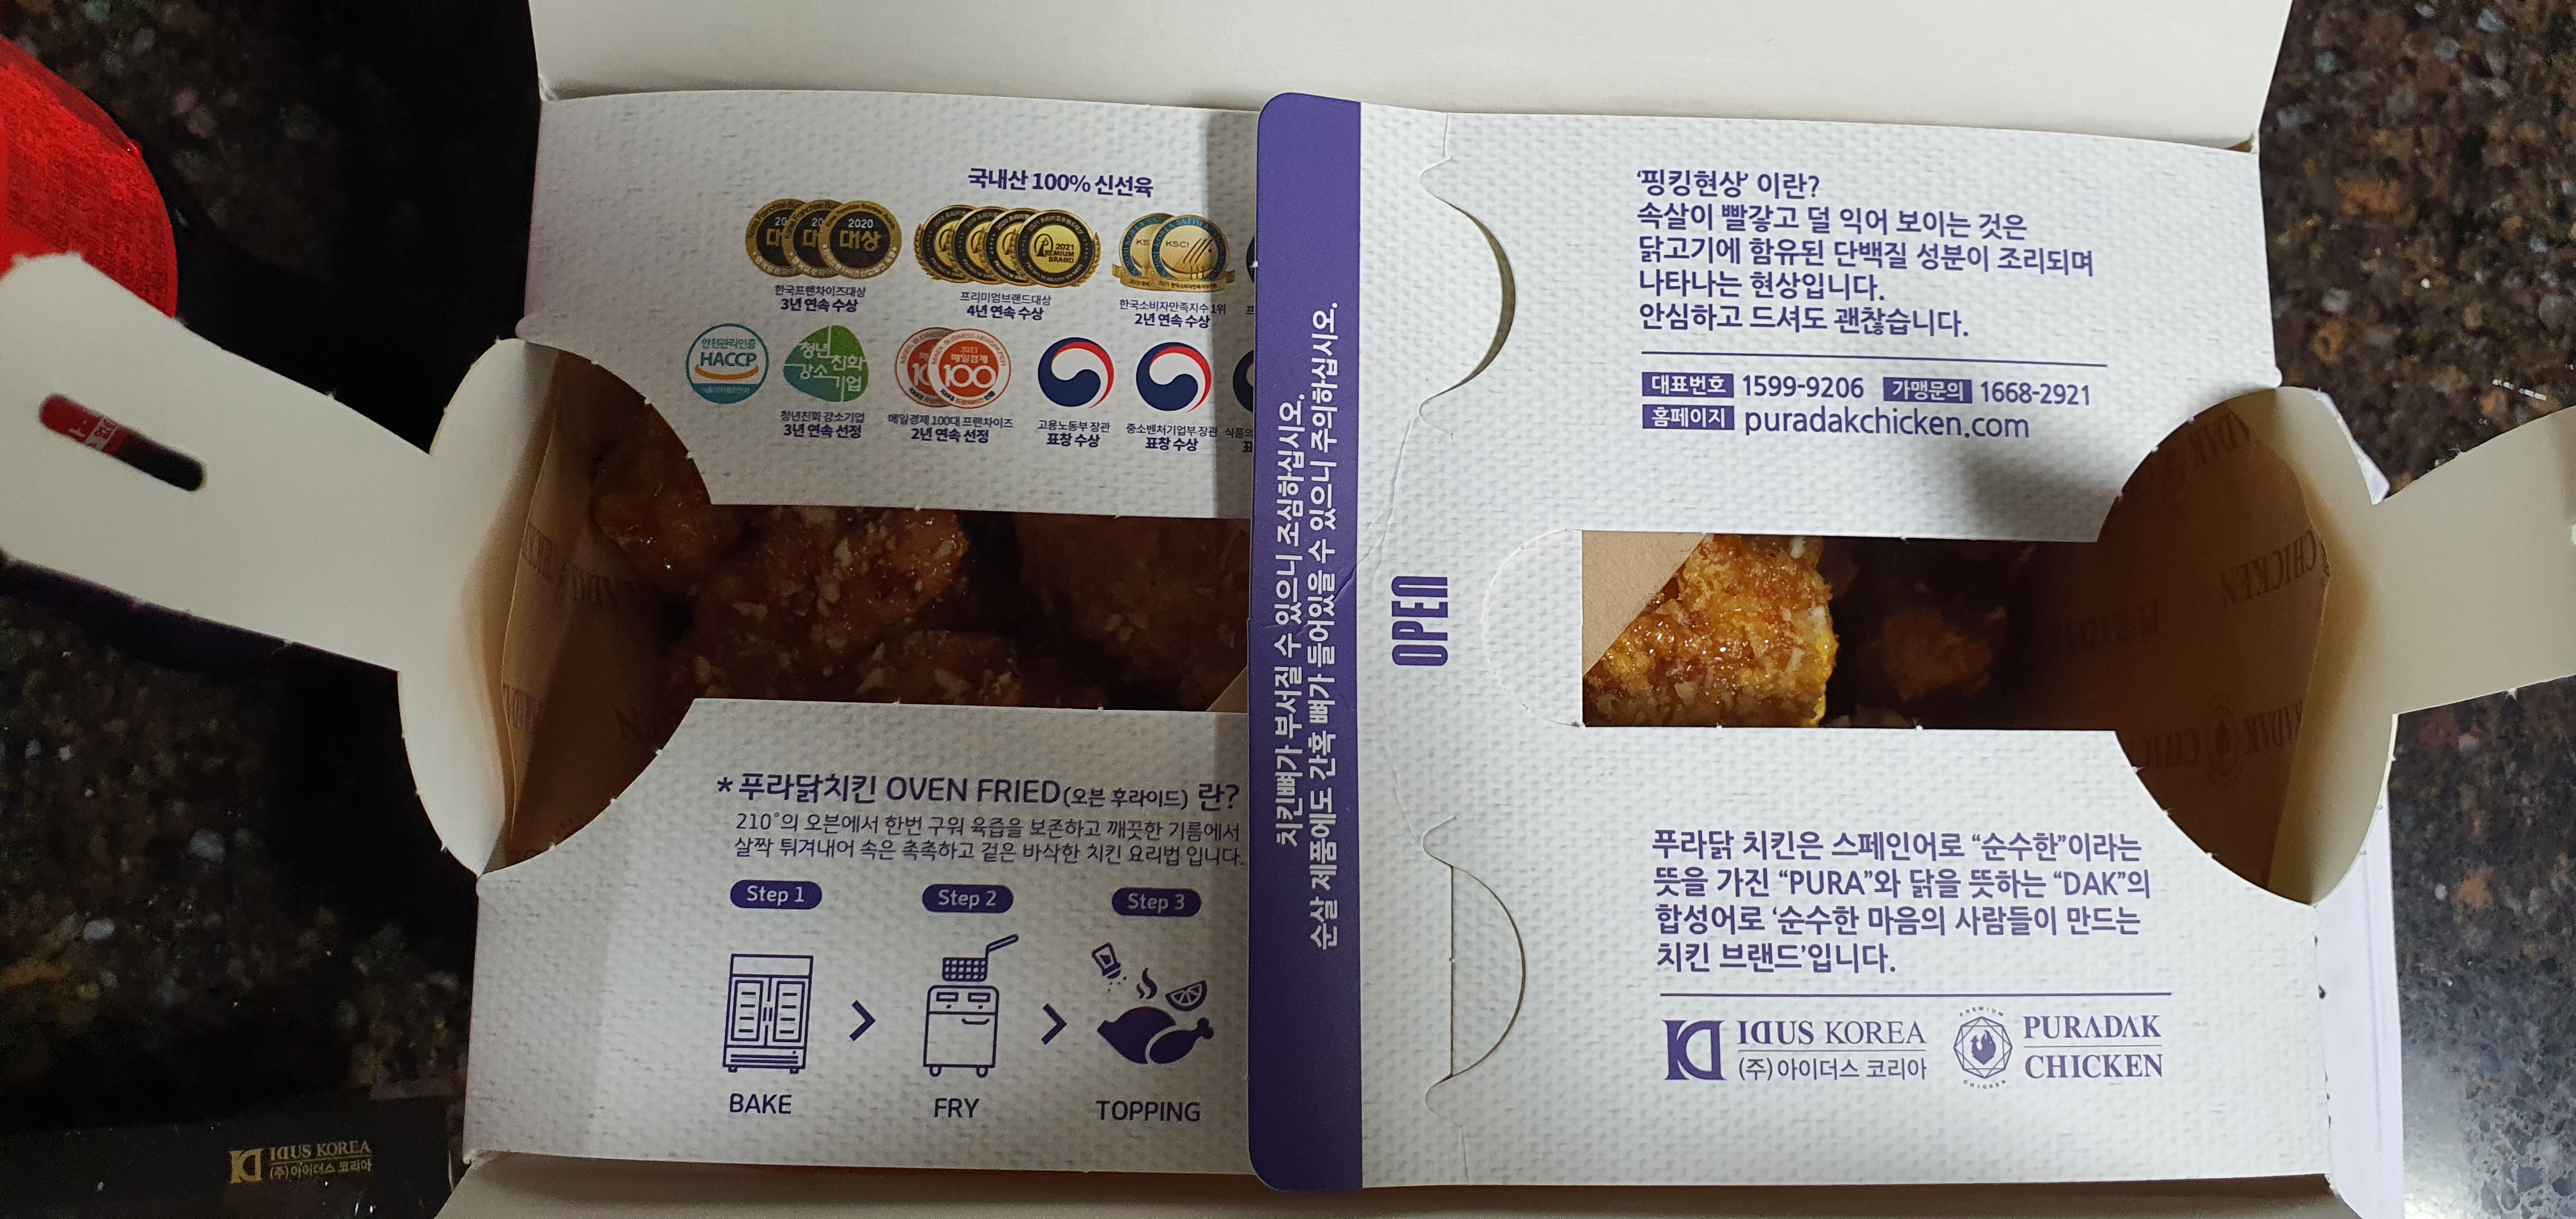 국내산 100% 신선육
2020
대상
2021
PREMIUM
BRAND
KSCI
한국프랜차이즈대상
3년 연속 수상
프리미엄브랜드대상
4년 연속 수상
한국소비자만족지수 1위
2년 연속 수상
안전관리인증
HACCP
청년
친화
강소
기업
2021
매일경제
100
청년친화 강소기업
3년 연속 선정
매일경제 100대 프랜차이즈
2년 연속 선정
고용노동부 장관
표창 수상
중소벤처기업부 장관
표창 수상
* 푸라닭치킨 OVEN FRIED(오븐 후라이드) 란?
210°의 오븐에서 한번 구워 육즙을 보존하고 깨끗한 기름에서
살짝 튀겨내어 속은 촉촉하고 겉은 바삭한 치킨 요리법 입니다.
Step 1
Step 2
Step 3
BAKE
FRY
TOPPING
치킨뼈가 부서질 수 있으니 조심하십시오.
순살 제품에도 간혹 뼈가 들어있을 수 있으니 주의하십시오.
OPEN
‘핑킹현상’ 이란?
속살이 빨갛고 덜 익어 보이는 것은
닭고기에 함유된 단백질 성분이 조리되며
나타나는 현상입니다.
안심하고 드셔도 괜찮습니다.
대표번호 1599-9206 가맹문의 1668-2921
홈페이지 puradakchicken.com
푸라닭 치킨은 스페인어로 “순수한”이라는
뜻을 가진 “PURA”와 닭을 뜻하는 “DAK”의
합성어로 ‘순수한 마음의 사람들이 만드는
치킨 브랜드’입니다.
IDUS KOREA
(주)아이더스 코리아
PREMIUM
CHICKEN
PURADAK
CHICKEN
IDUS KOREA
(주)아이더스 코리아
CHICKEN